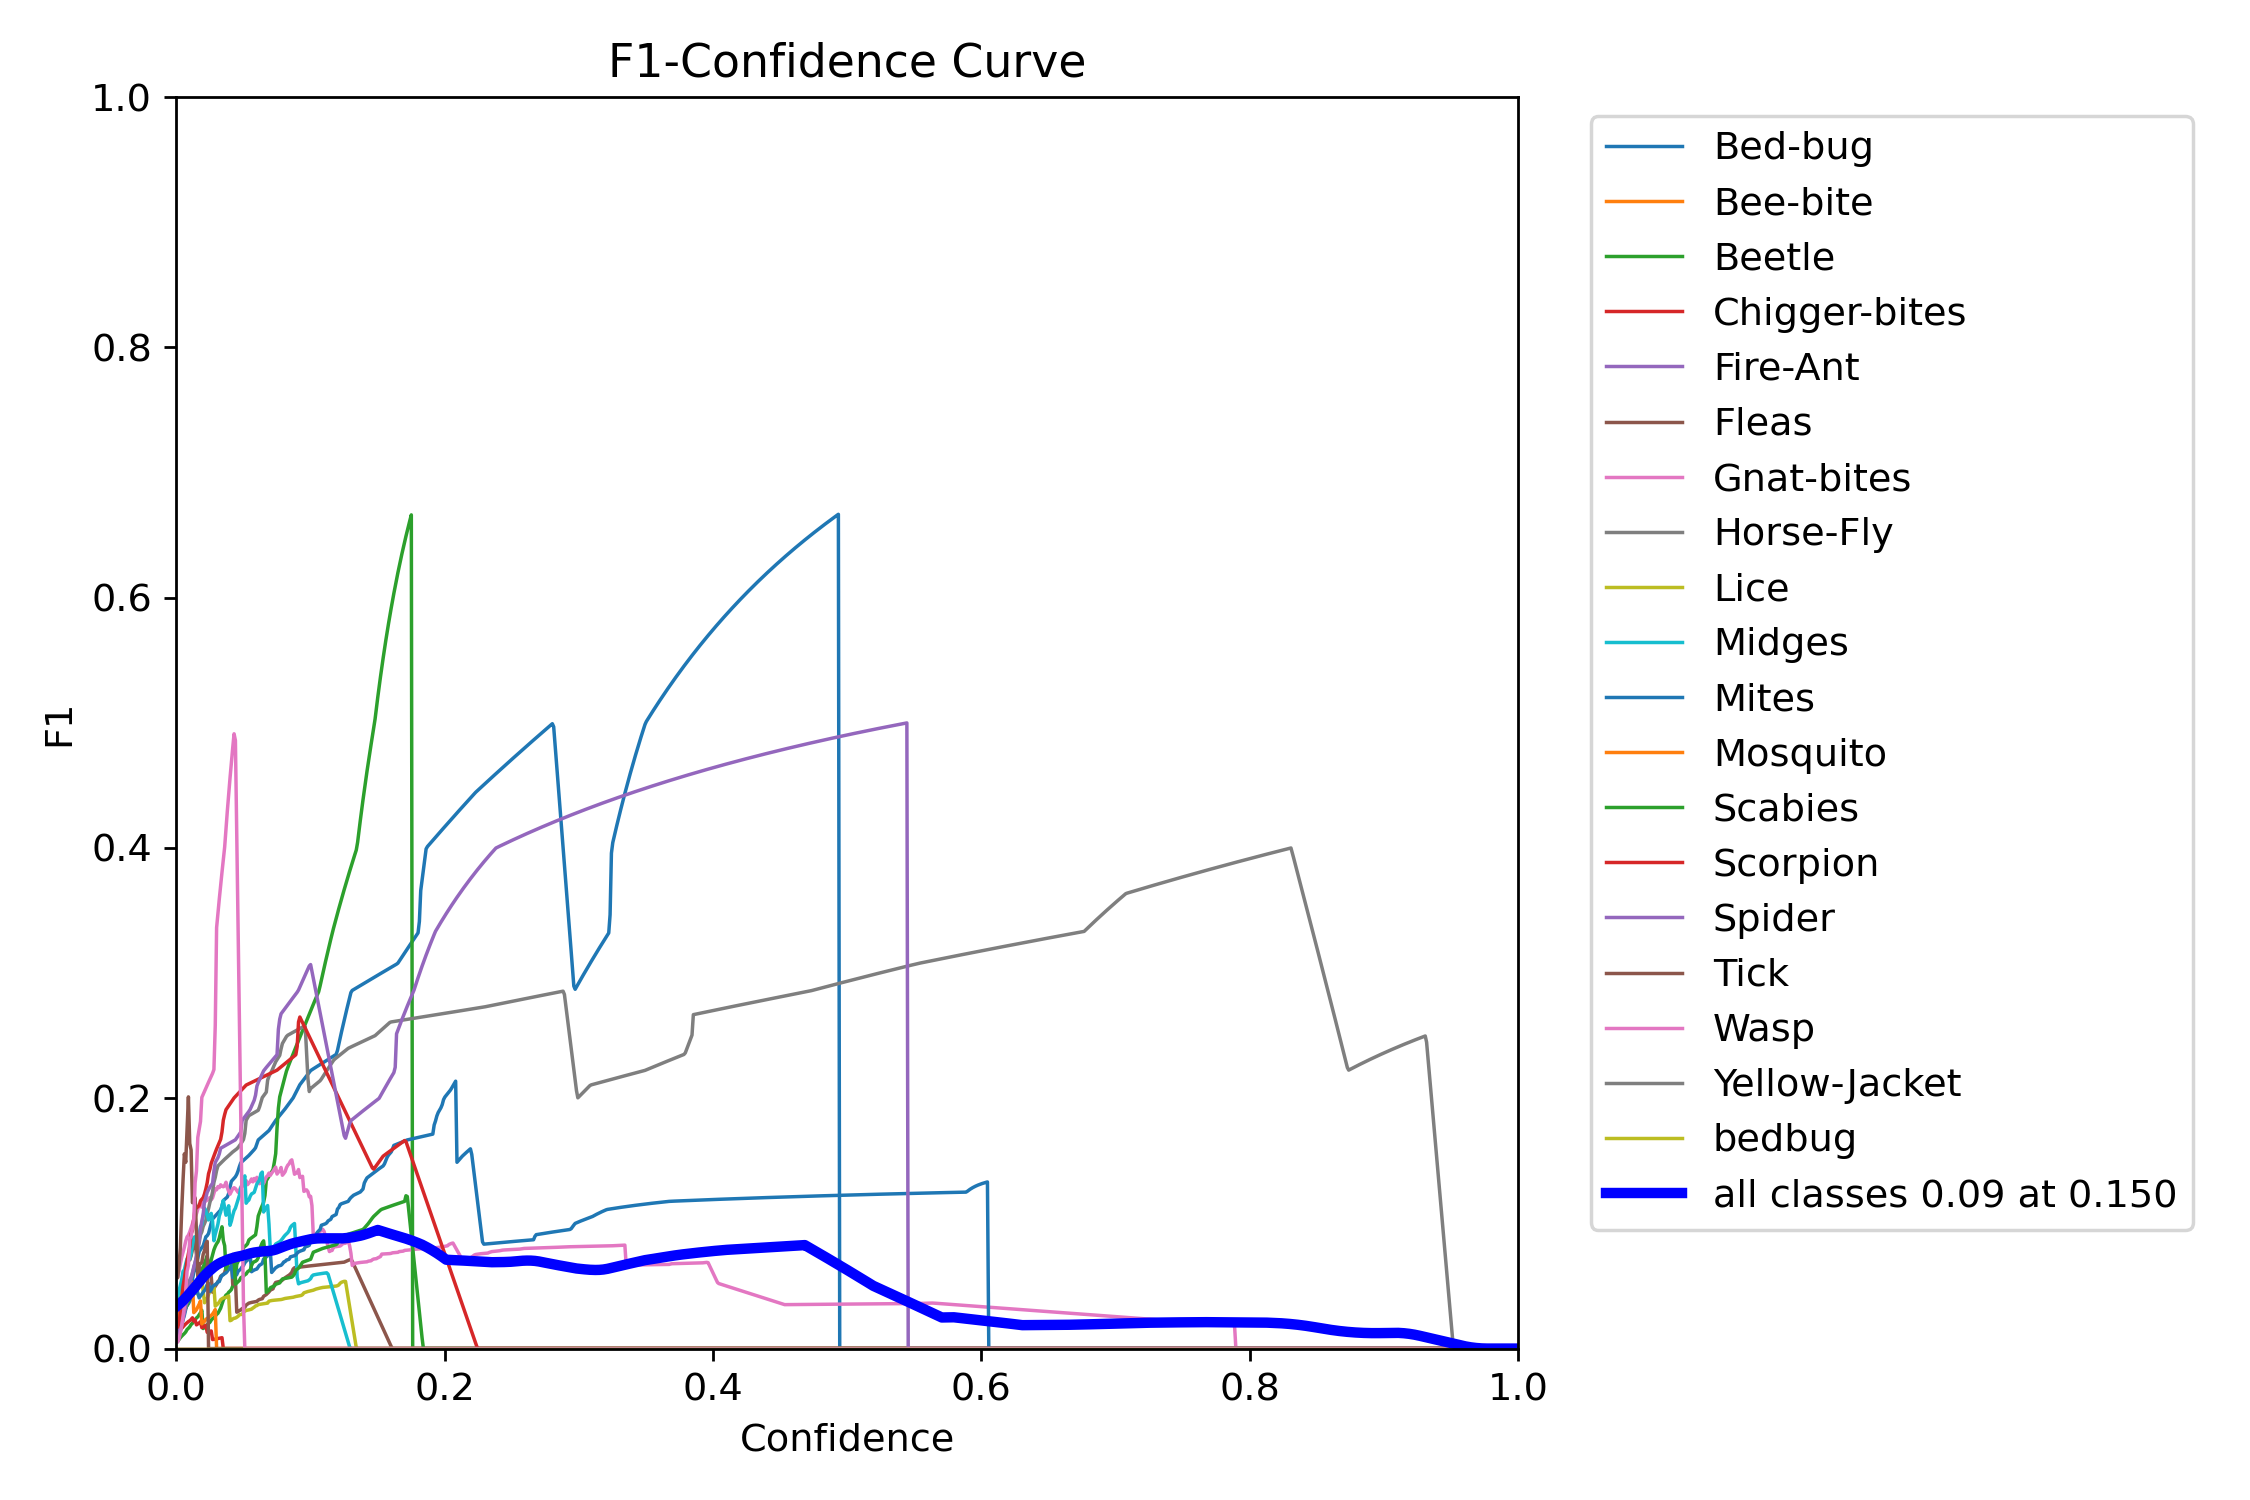 F1-Confidence Curve
1.0
0.8
0.6
0.4
0.2
0.0
F1
0.0 0.2 0.4 0.6 0.8 1.0
Confidence
Bed-bug
Bee-bite
Beetle
Chigger-bites
Fire-Ant
Fleas
Gnat-bites
Horse-Fly
Lice
Midges
Mites
Mosquito
Scabies
Scorpion
Spider
Tick
Wasp
Yellow-Jacket
bedbug
all classes 0.09 at 0.150